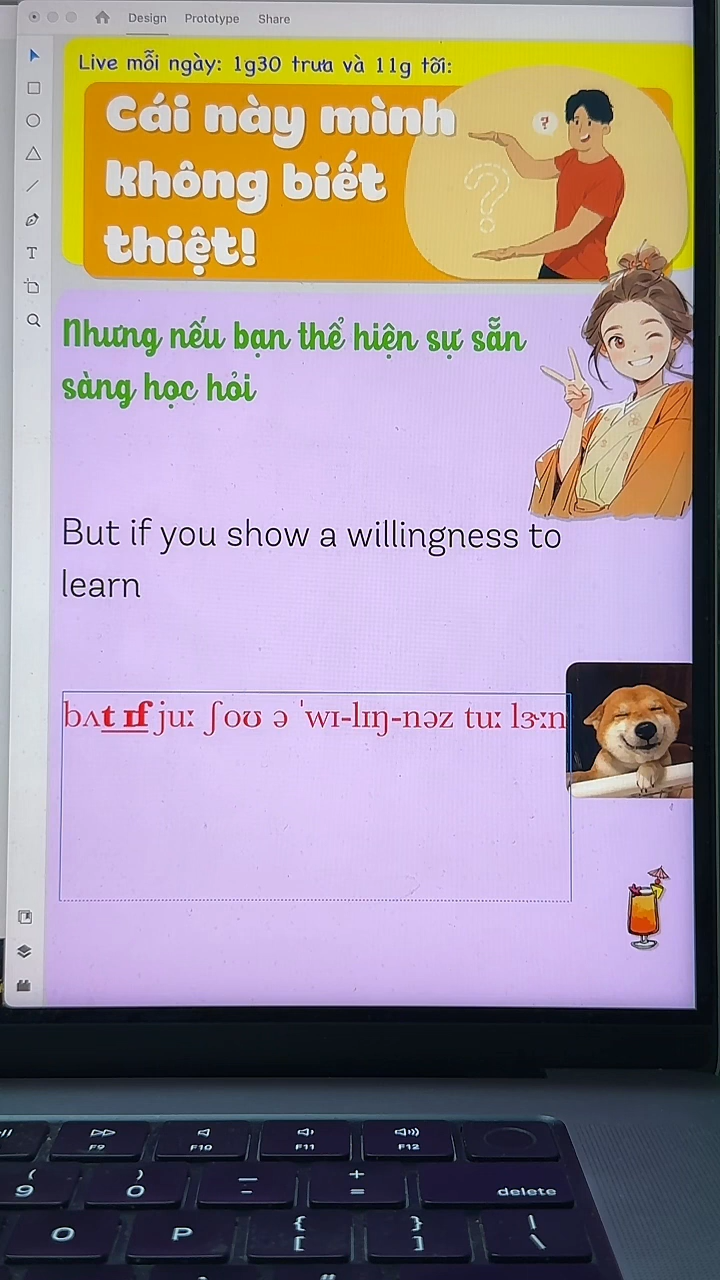 Design Prototype Share
Live mỗi ngày: 1g30 trưa và 11g tối:
Cái này mình
không biết
thiệt!
?
?
T
Nhưng nếu bạn thể hiện sự sẵn
sàng học hỏi
But if you show a willingness to
learn
bʌt ɪf juː ʃoʊ ə ˈwɪ-lɪŋ-nəz tuː lɝːn
F9 F10 F11 F12
( ) _ +
9 0 - = delete
O P { } |
[ ] \
"